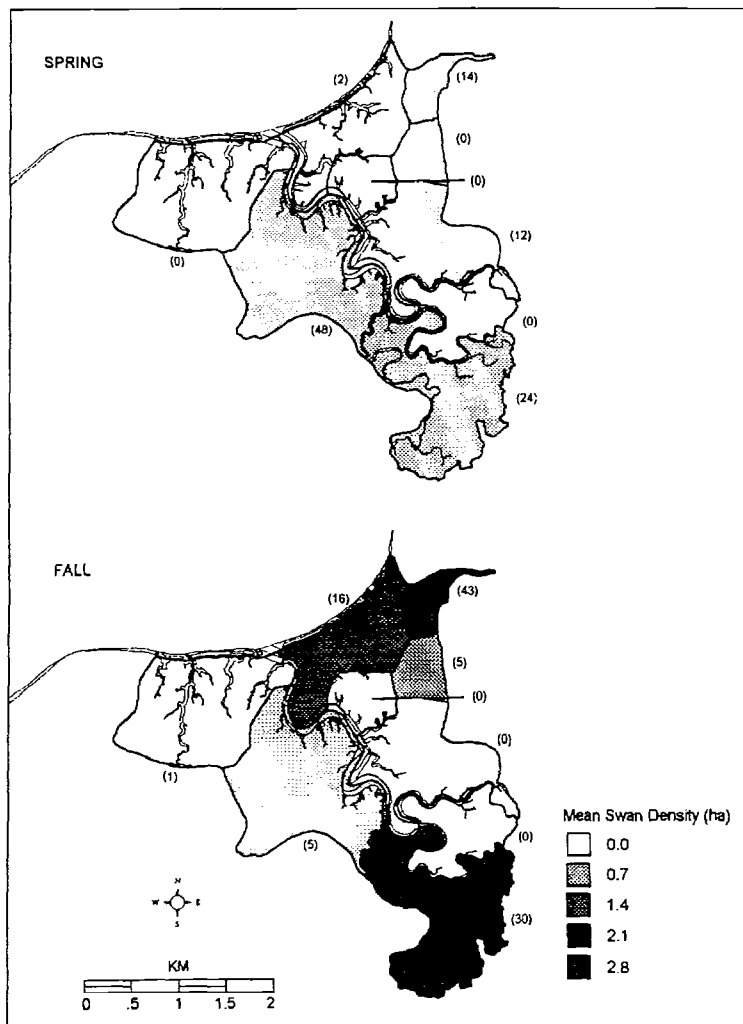 SPRING
(2)
(14)
(0)
(0)
(12)
(0)
(48)
(0)
(24)
FALL
(16)
(43)
(5)
(0)
(0)
(1)
(5)
(0)
(30)
Mean Swan Density (ha)
0.0
0.7
1.4
2.1
2.8
N
W E
S
KM
0 .5 1 1.5 2